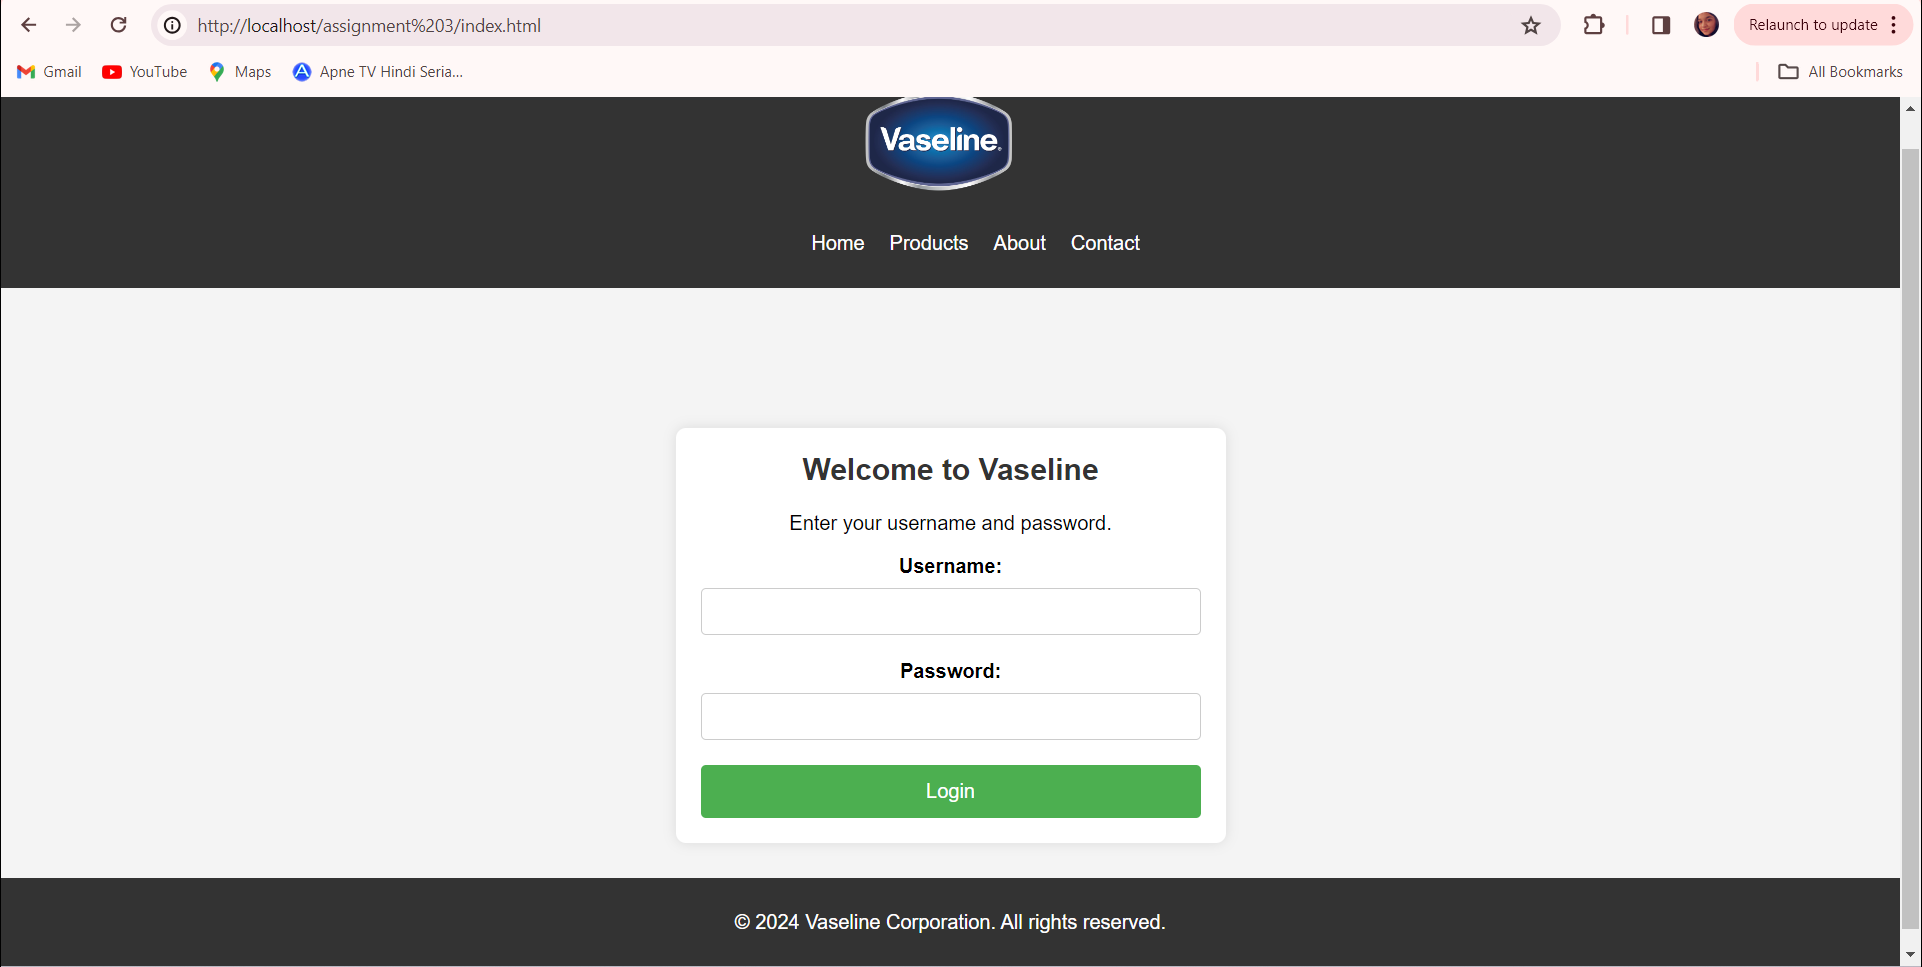 http://localhost/assignment%203/index.html
Relaunch to update
Gmail YouTube Maps Apne TV Hindi Seria... All Bookmarks
Vaseline.
Home Products About Contact
Welcome to Vaseline
Enter your username and password.
Username:
Password:
Login
© 2024 Vaseline Corporation. All rights reserved.